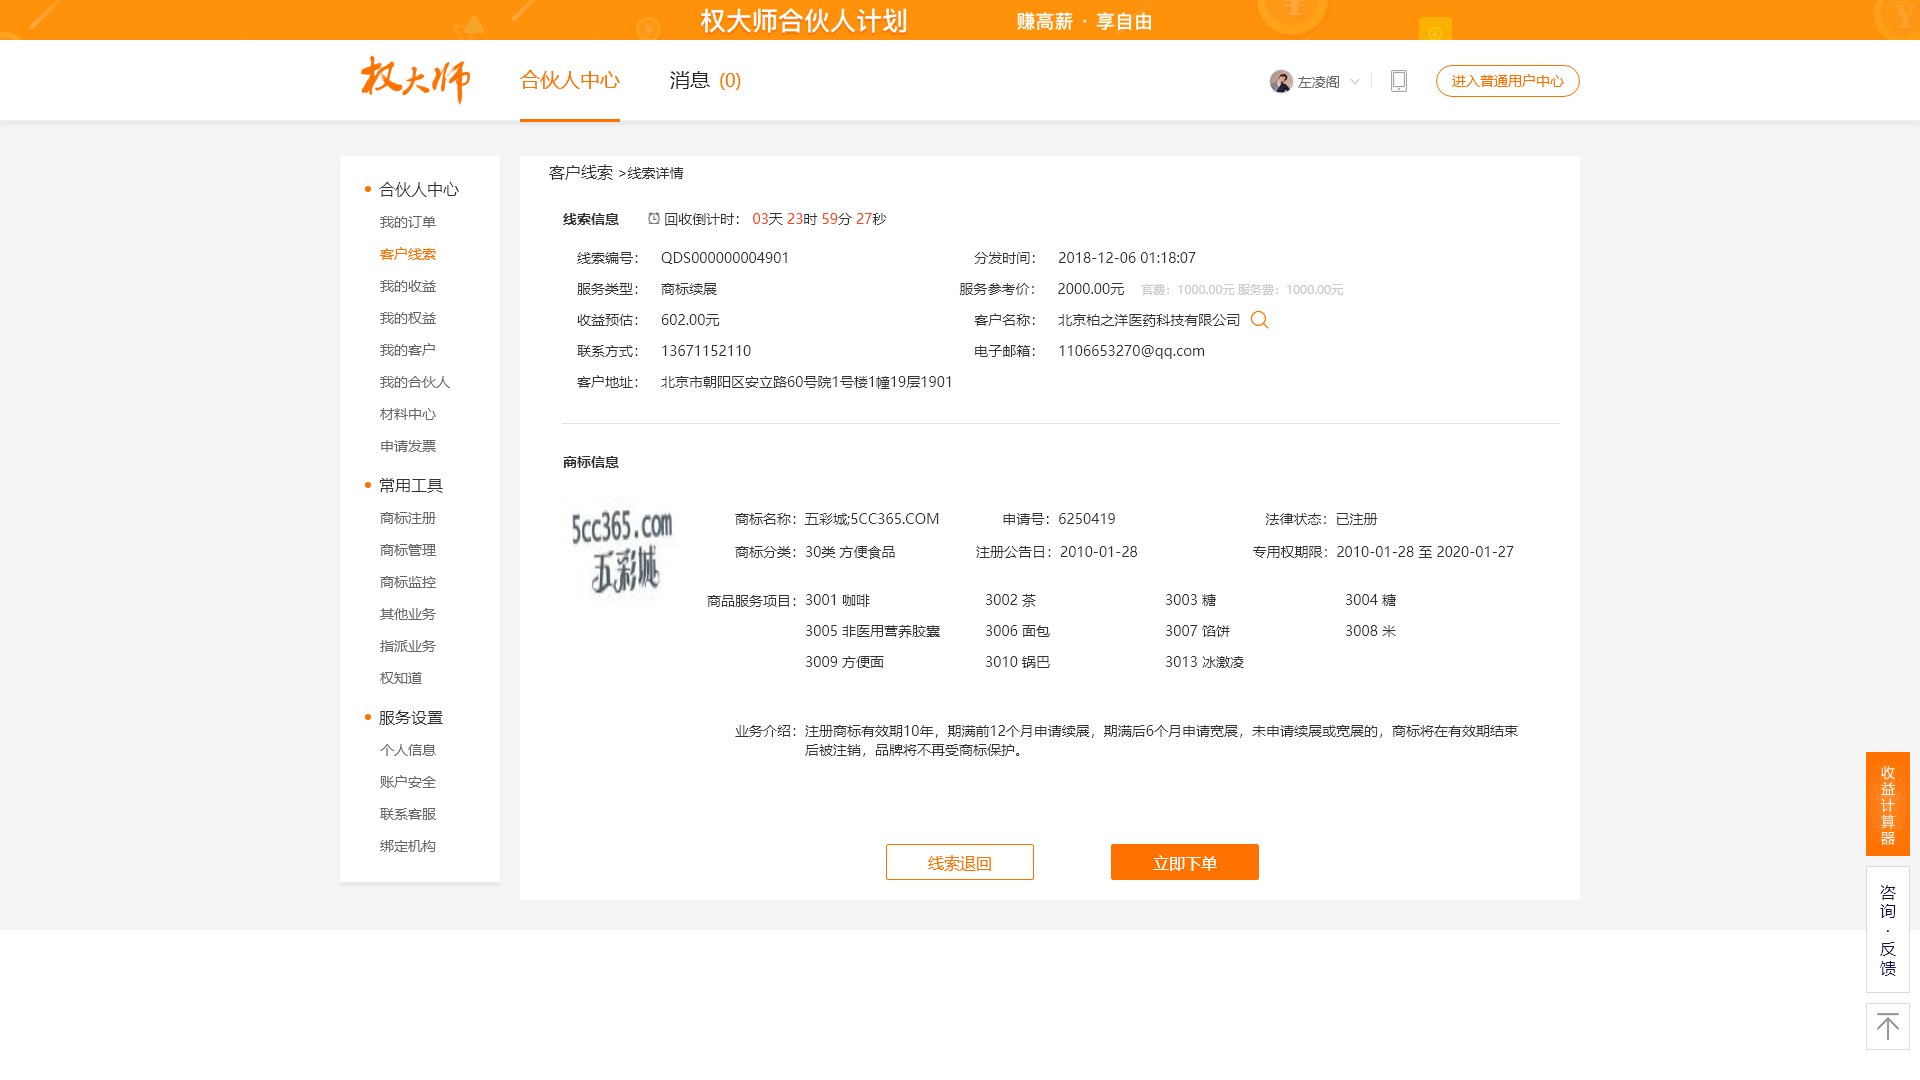 权大师合伙人计划 赚高薪 · 享自由
权大师 合伙人中心 消息 (0) 左凌阁 进入普通用户中心
合伙人中心
我的订单
客户线索
我的收益
我的权益
我的客户
我的合伙人
材料中心
申请发票
常用工具
商标注册
商标管理
商标监控
其他业务
指派业务
权知道
服务设置
个人信息
账户安全
联系客服
绑定机构
客户线索 >线索详情
线索信息 回收倒计时： 03天 23时 59分 27秒
线索编号： QDS000000004901 分发时间： 2018-12-06 01:18:07
服务类型： 商标续展 服务参考价： 2000.00元 官费：1000.00元 服务费：1000.00元
收益预估： 602.00元 客户名称： 北京柏之洋医药科技有限公司
联系方式： 13671152110 电子邮箱： 1106653270@qq.com
客户地址： 北京市朝阳区安立路60号院1号楼1幢19层1901
商标信息
5cc365.com
五彩城
商标名称：五彩城;5CC365.COM 申请号：6250419 法律状态：已注册
商标分类：30类 方便食品 注册公告日：2010-01-28 专用权期限：2010-01-28 至 2020-01-27
商品服务项目：3001 咖啡 3002 茶 3003 糖 3004 糖
3005 非医用营养胶囊 3006 面包 3007 馅饼 3008 米
3009 方便面 3010 锅巴 3013 冰激凌
业务介绍：注册商标有效期10年，期满前12个月申请续展，期满后6个月申请宽展，未申请续展或宽展的，商标将在有效期结束
后被注销，品牌将不再受商标保护。
线索退回 立即下单
收益计算器
咨询·反馈